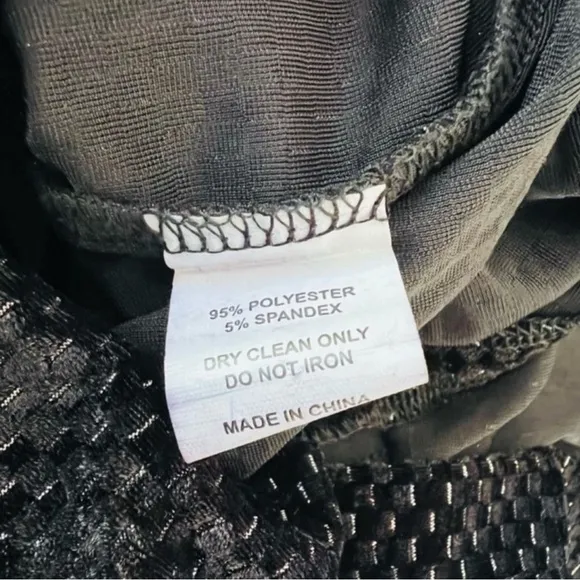 95% POLYESTER
5% SPANDEX
DRY CLEAN ONLY
DO NOT IRON
MADE IN CHINA